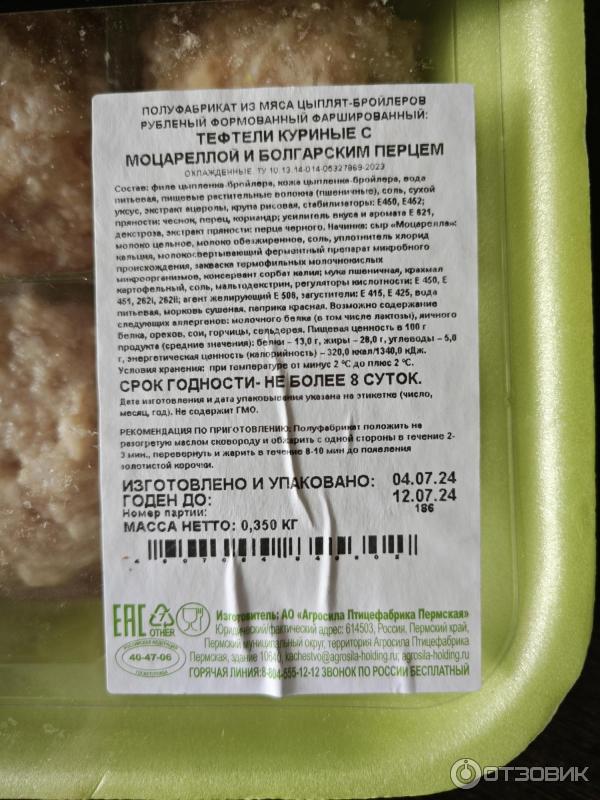 ПОЛУФАБРИКАТ ИЗ МЯСА ЦЫПЛЯТ-БРОЙЛЕРОВ
РУБЛЕНЫЙ ФОРМОВАННЫЙ ФАРШИРОВАННЫЙ:
ТЕФТЕЛИ КУРИНЫЕ С
МОЦАРЕЛЛОЙ И БОЛГАРСКИМ ПЕРЦЕМ
ОХЛАЖДЕННЫЕ. ТУ 10.13.14-014-05327869-2023
Состав: филе цыпленка-бройлера, кожа цыпленка-бройлера, вода
питьевая, пищевые растительные волокна (пшеничные), соль, сухой
уксус, экстракт ацеролы, крупа рисовая, стабилизаторы: Е450, Е452;
пряности: чеснок, перец, кориандр; усилитель вкуса и аромата Е 621,
декстроза, экстракт пряности: перца черного. Начинка: сыр «Моцарелла»:
молоко цельное, молоко обезжиренное, соль, уплотнитель хлорид
кальция, молокосвертывающий ферментный препарат микробного
происхождения, закваска термофильных молочнокислых
микроорганизмов, консервант сорбат калия; мука пшеничная, крахмал
картофельный, соль, мальтодекстрин, регуляторы кислотности: Е 450, Е
451, 262i, 262ii; агент желирующий Е 508, загустители: Е 415, Е 425, вода
питьевая, морковь сушеная, паприка красная. Возможно содержание
следующих аллергенов: молочного белка (в том числе лактозы), яичного
белка, орехов, сои, горчицы, сельдерея. Пищевая ценность в 100 г
продукта (средние значения): белки – 13,0 г, жиры – 28,0 г, углеводы – 5,0
г, энергетическая ценность (калорийность) – 320,0 ккал/1340,0 кДж.
Условия хранения: при температуре от минус 2 °С до плюс 2 °С.
СРОК ГОДНОСТИ- НЕ БОЛЕЕ 8 СУТОК.
Дата изготовления и дата упаковывания указана на этикетке (число,
месяц, год). Не содержит ГМО.
РЕКОМЕНДАЦИИ ПО ПРИГОТОВЛЕНИЮ: Полуфабрикат положить на
разогретую маслом сковороду и обжарить с одной стороны в течение 2-
3 мин., перевернуть и жарить в течение 8-10 мин до появления
золотистой корочки.
ИЗГОТОВЛЕНО И УПАКОВАНО: 04.07.24
ГОДЕН ДО: 12.07.24
Номер партии: 186
МАССА НЕТТО: 0,350 КГ
EAC
7
OTHER
Изготовитель: АО «Агросила Птицефабрика Пермская»
Юридический/фактический адрес: 614503, Россия, Пермский край,
Пермский муниципальный округ, территория Агросила Птицефабрика
Пермская, здание 10640, kachestvo@agrosila-holding.ru, agrosila-holding.ru
ГОРЯЧАЯ ЛИНИЯ:8-804-555-12-12 ЗВОНОК ПО РОССИИ БЕСПЛАТНЫЙ
РОССИЙСКАЯ ФЕДЕРАЦИЯ
40-47-06
ГОСВЕТНАДЗОР
ОТЗОВИК